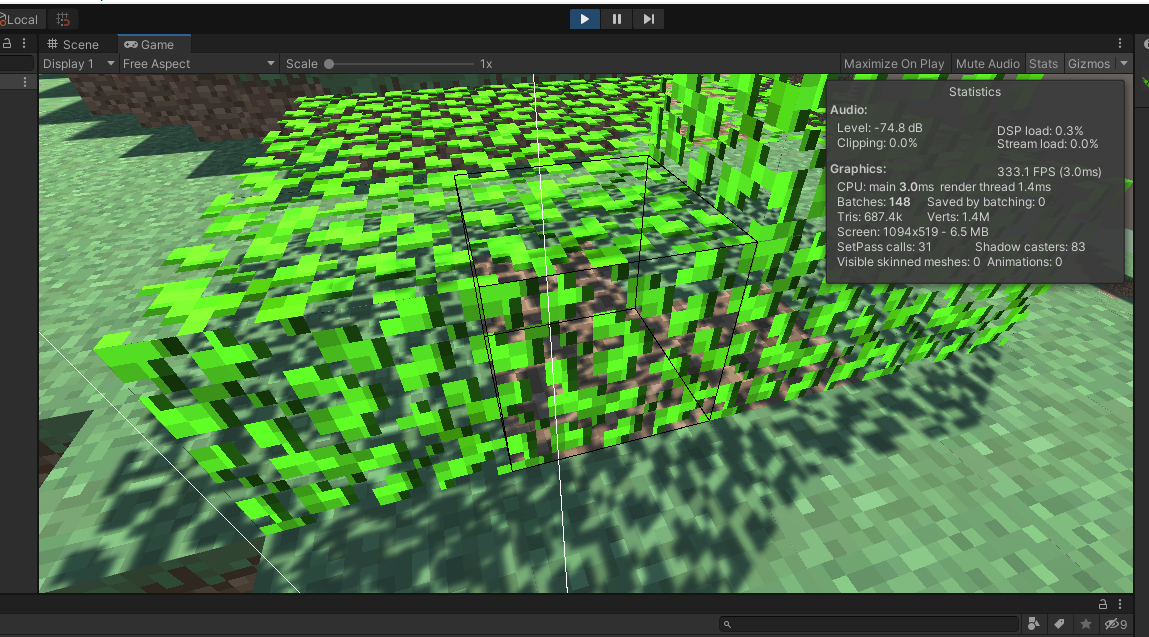 Local
Scene Game
Display 1 Free Aspect Scale 1x Maximize On Play Mute Audio Stats Gizmos
Statistics
Audio:
Level: -74.8 dB DSP load: 0.3%
Clipping: 0.0% Stream load: 0.0%
Graphics: 333.1 FPS (3.0ms)
CPU: main 3.0ms render thread 1.4ms
Batches: 148 Saved by batching: 0
Tris: 687.4k Verts: 1.4M
Screen: 1094x519 - 6.5 MB
SetPass calls: 31 Shadow casters: 83
Visible skinned meshes: 0 Animations: 0
9